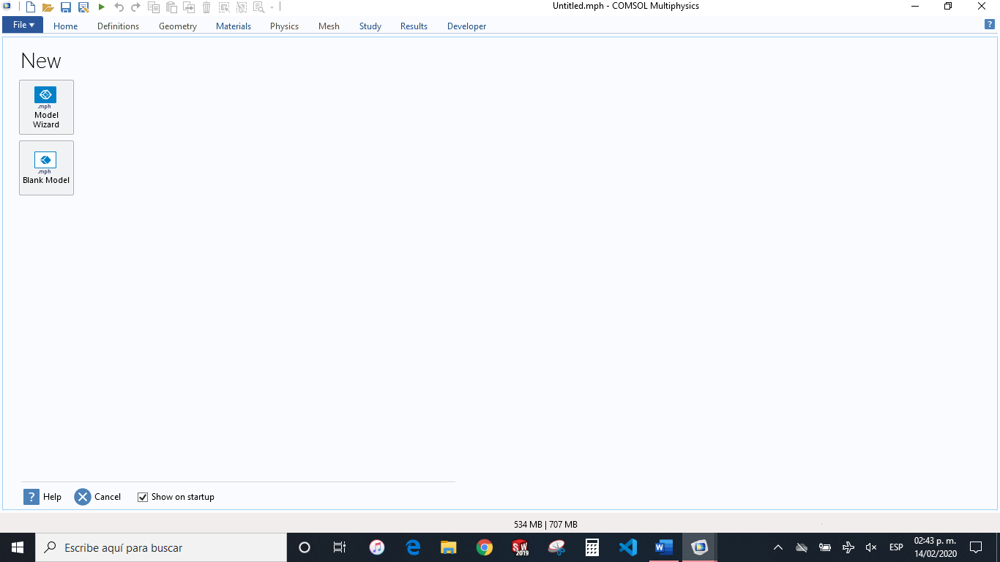 Untitled.mph - COMSOL Multiphysics
File Home Definitions Geometry Materials Physics Mesh Study Results Developer ?
New
.mph
Model
Wizard
.mph
Blank Model
? Help Cancel Show on startup
534 MB | 707 MB
Escribe aquí para buscar
SW
2019
W
ESP
02:43 p. m.
14/02/2020